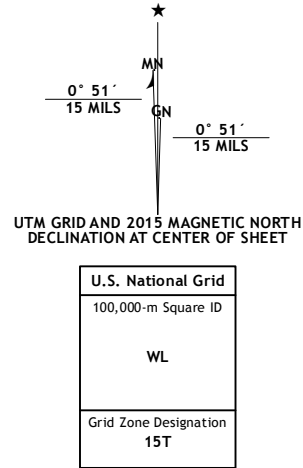 ★
MN
0° 51´
15 MILS
GN
0° 51´
15 MILS
UTM GRID AND 2015 MAGNETIC NORTH
DECLINATION AT CENTER OF SHEET
U.S. National Grid
100,000-m Square ID
WL
Grid Zone Designation
15T